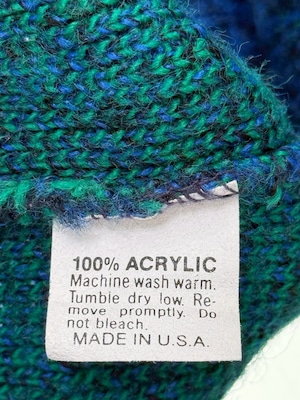 100% ACRYLIC
Machine wash warm.
Tumble dry low. Re-
move promptly. Do
not bleach.
MADE IN U.S.A.